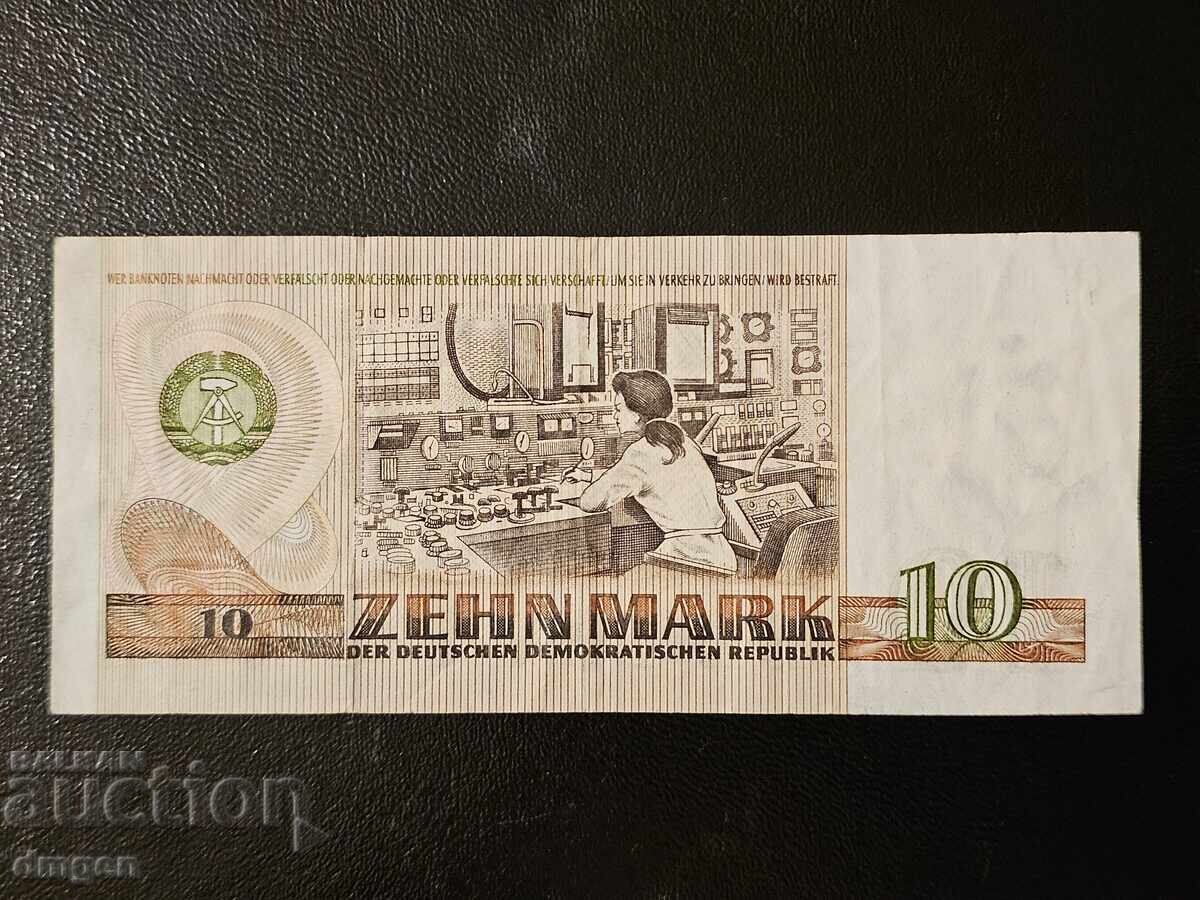 WER BANKNOTEN NACHMACHT ODER VERFÄLSCHT ODER NACHGEMACHTE ODER VERFÄLSCHTE SICH VERSCHAFFT / UM SIE IN VERKEHR ZU BRINGEN / WIRD BESTRAFT.
10
ZEHN MARK
DER DEUTSCHEN DEMOKRATISCHEN REPUBLIK
10
BALKAN
auction
dmgen